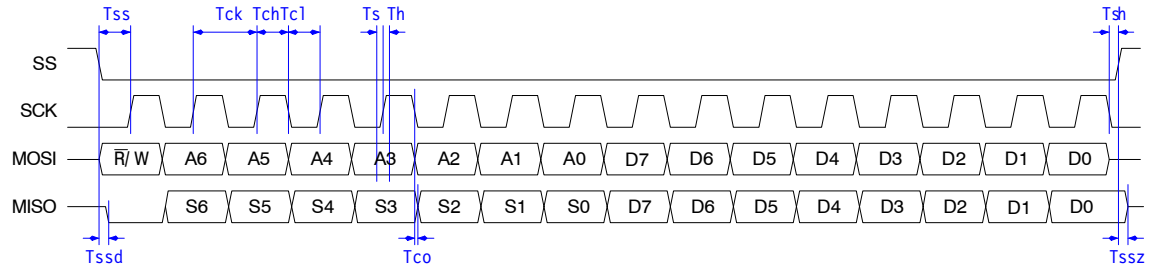 Tss Tck Tch Tcl Ts Th Tsh
SS
SCK
MOSI R̅/W A6 A5 A4 A3 A2 A1 A0 D7 D6 D5 D4 D3 D2 D1 D0
MISO S6 S5 S4 S3 S2 S1 S0 D7 D6 D5 D4 D3 D2 D1 D0
Tssd Tco Tssz